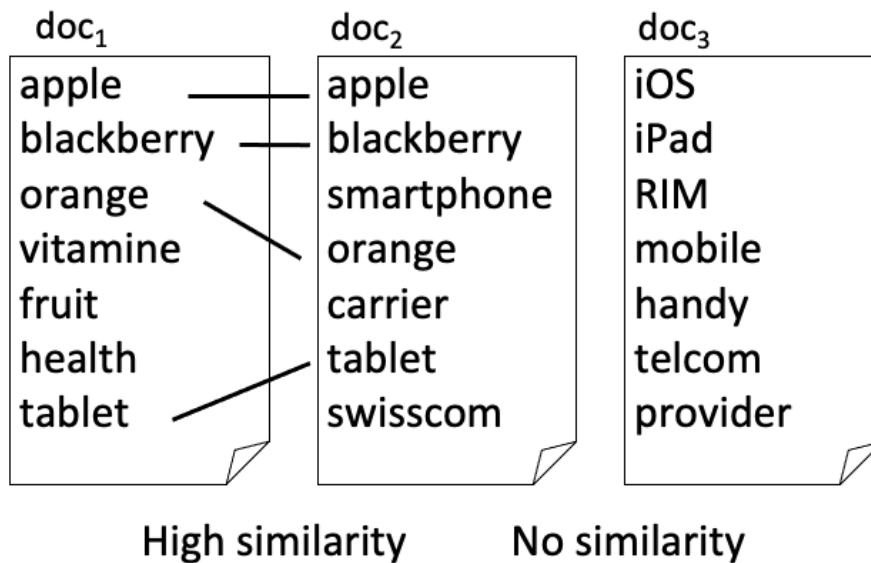 doc1
apple
blackberry
orange
vitamine
fruit
health
tablet
doc2
apple
blackberry
smartphone
orange
carrier
tablet
swisscom
doc3
iOS
iPad
RIM
mobile
handy
telcom
provider
High similarity
No similarity